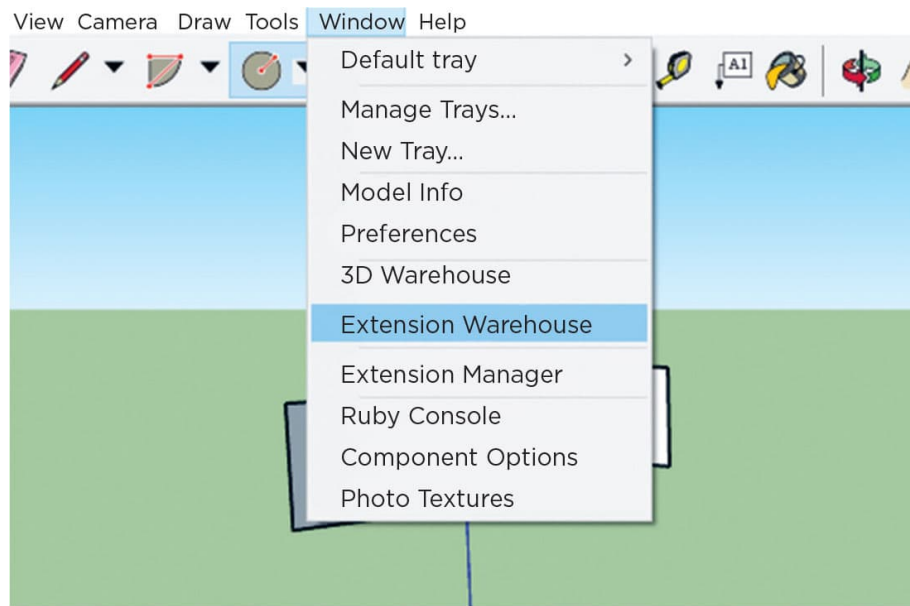 View Camera Draw Tools Window Help
A1
Default tray
Manage Trays...
New Tray...
Model Info
Preferences
3D Warehouse
Extension Warehouse
Extension Manager
Ruby Console
Component Options
Photo Textures